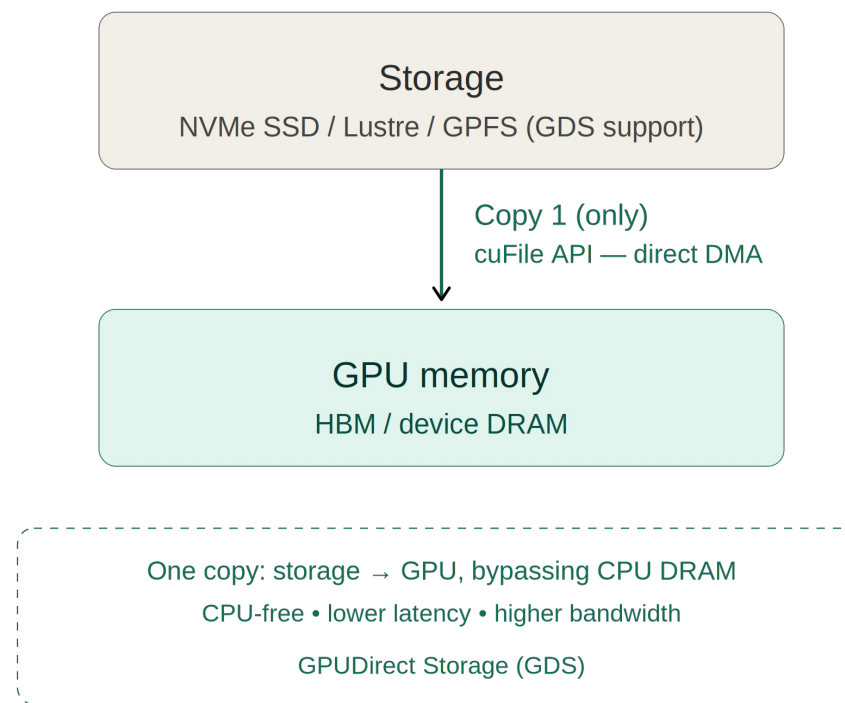 Storage
NVMe SSD / Lustre / GPFS (GDS support)
Copy 1 (only)
cuFile API — direct DMA
GPU memory
HBM / device DRAM
One copy: storage → GPU, bypassing CPU DRAM
CPU-free • lower latency • higher bandwidth
GPUDirect Storage (GDS)